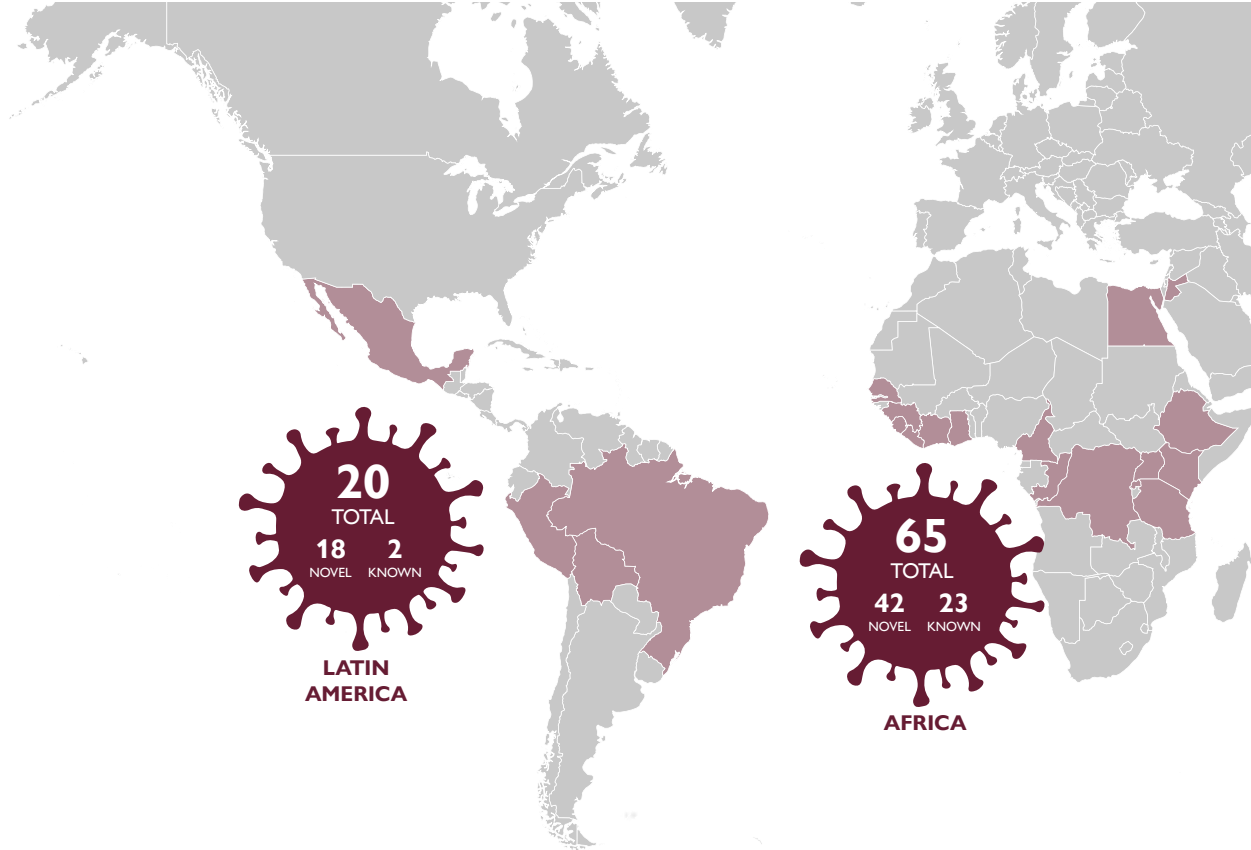 20
TOTAL
18 2
NOVEL KNOWN
LATIN
AMERICA
65
TOTAL
42 23
NOVEL KNOWN
AFRICA